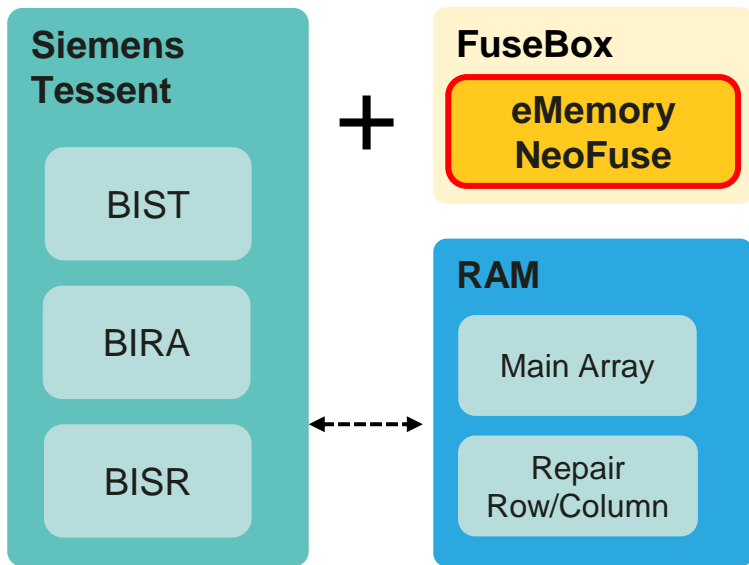 Siemens
Tessent
BIST
BIRA
BISR
+
FuseBox
eMemory
NeoFuse
RAM
Main Array
Repair
Row/Column